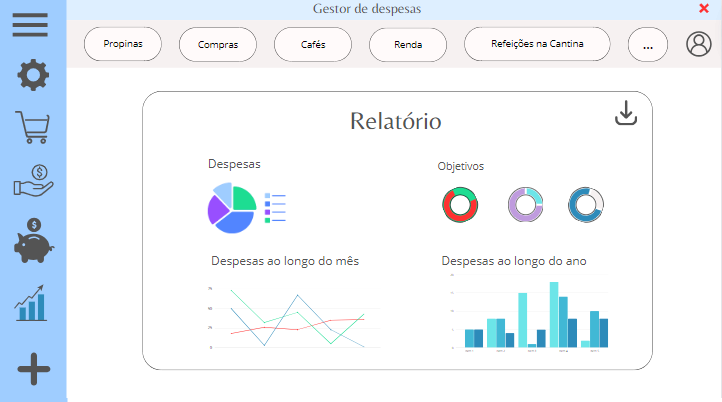 Gestor de despesas
Propinas
Compras
Cafés
Renda
Refeições na Cantina
...
Relatório
Despesas
Objetivos
Despesas ao longo do mês
Despesas ao longo do ano